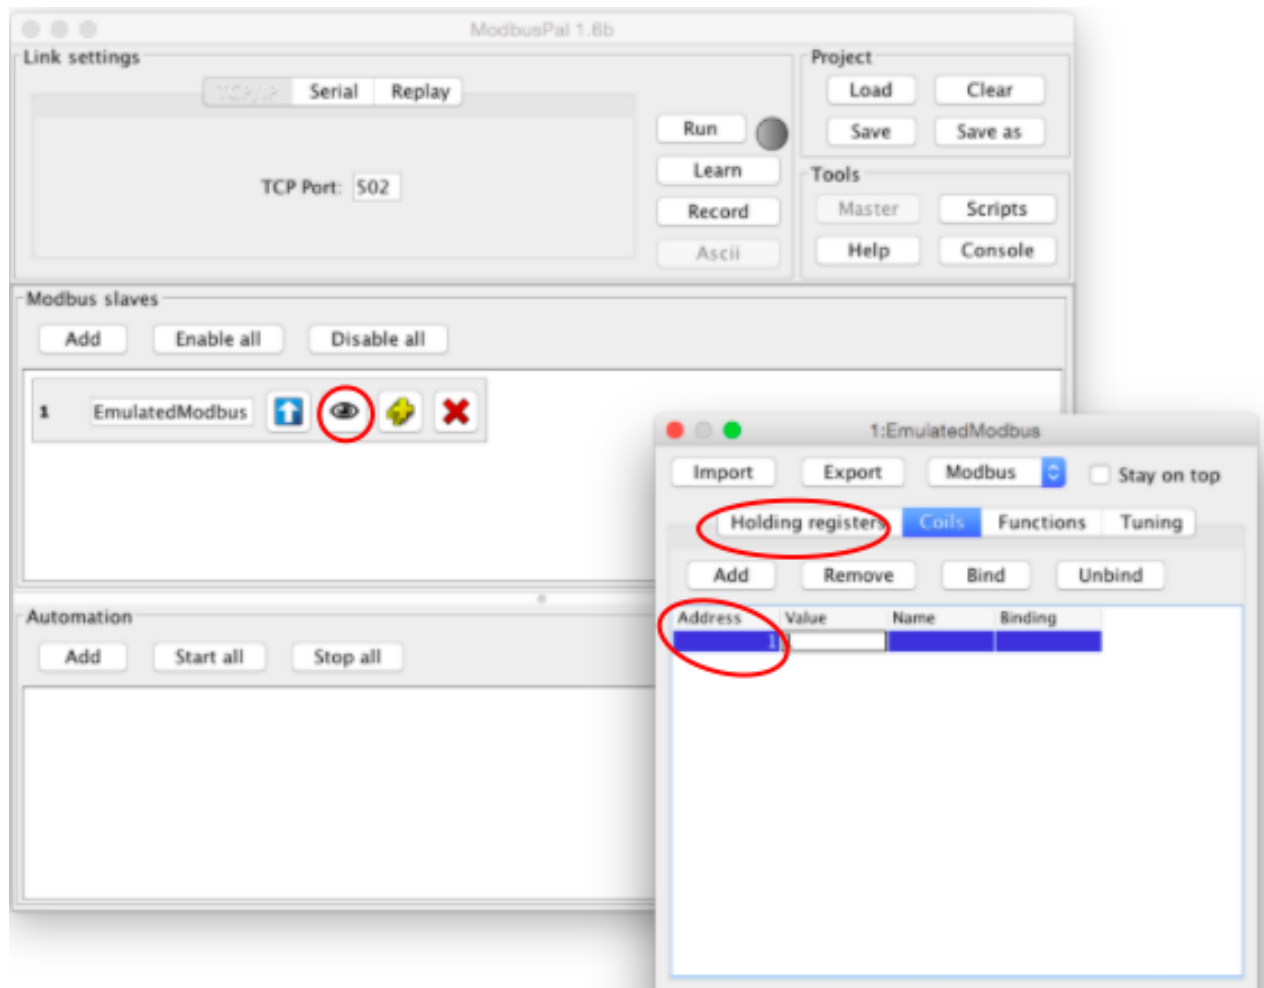 ModbusPal 1.6b
Link settings
TCP/IP Serial Replay
TCP Port: 502
Run
Learn
Record
Ascii
Project
Load Clear
Save Save as
Tools
Master Scripts
Help Console
Modbus slaves
Add Enable all Disable all
1 EmulatedModbus
Automation
Add Start all Stop all
1:EmulatedModbus
Import Export Modbus Stay on top
Holding registers Coils Functions Tuning
Add Remove Bind Unbind
Address Value Name Binding
1